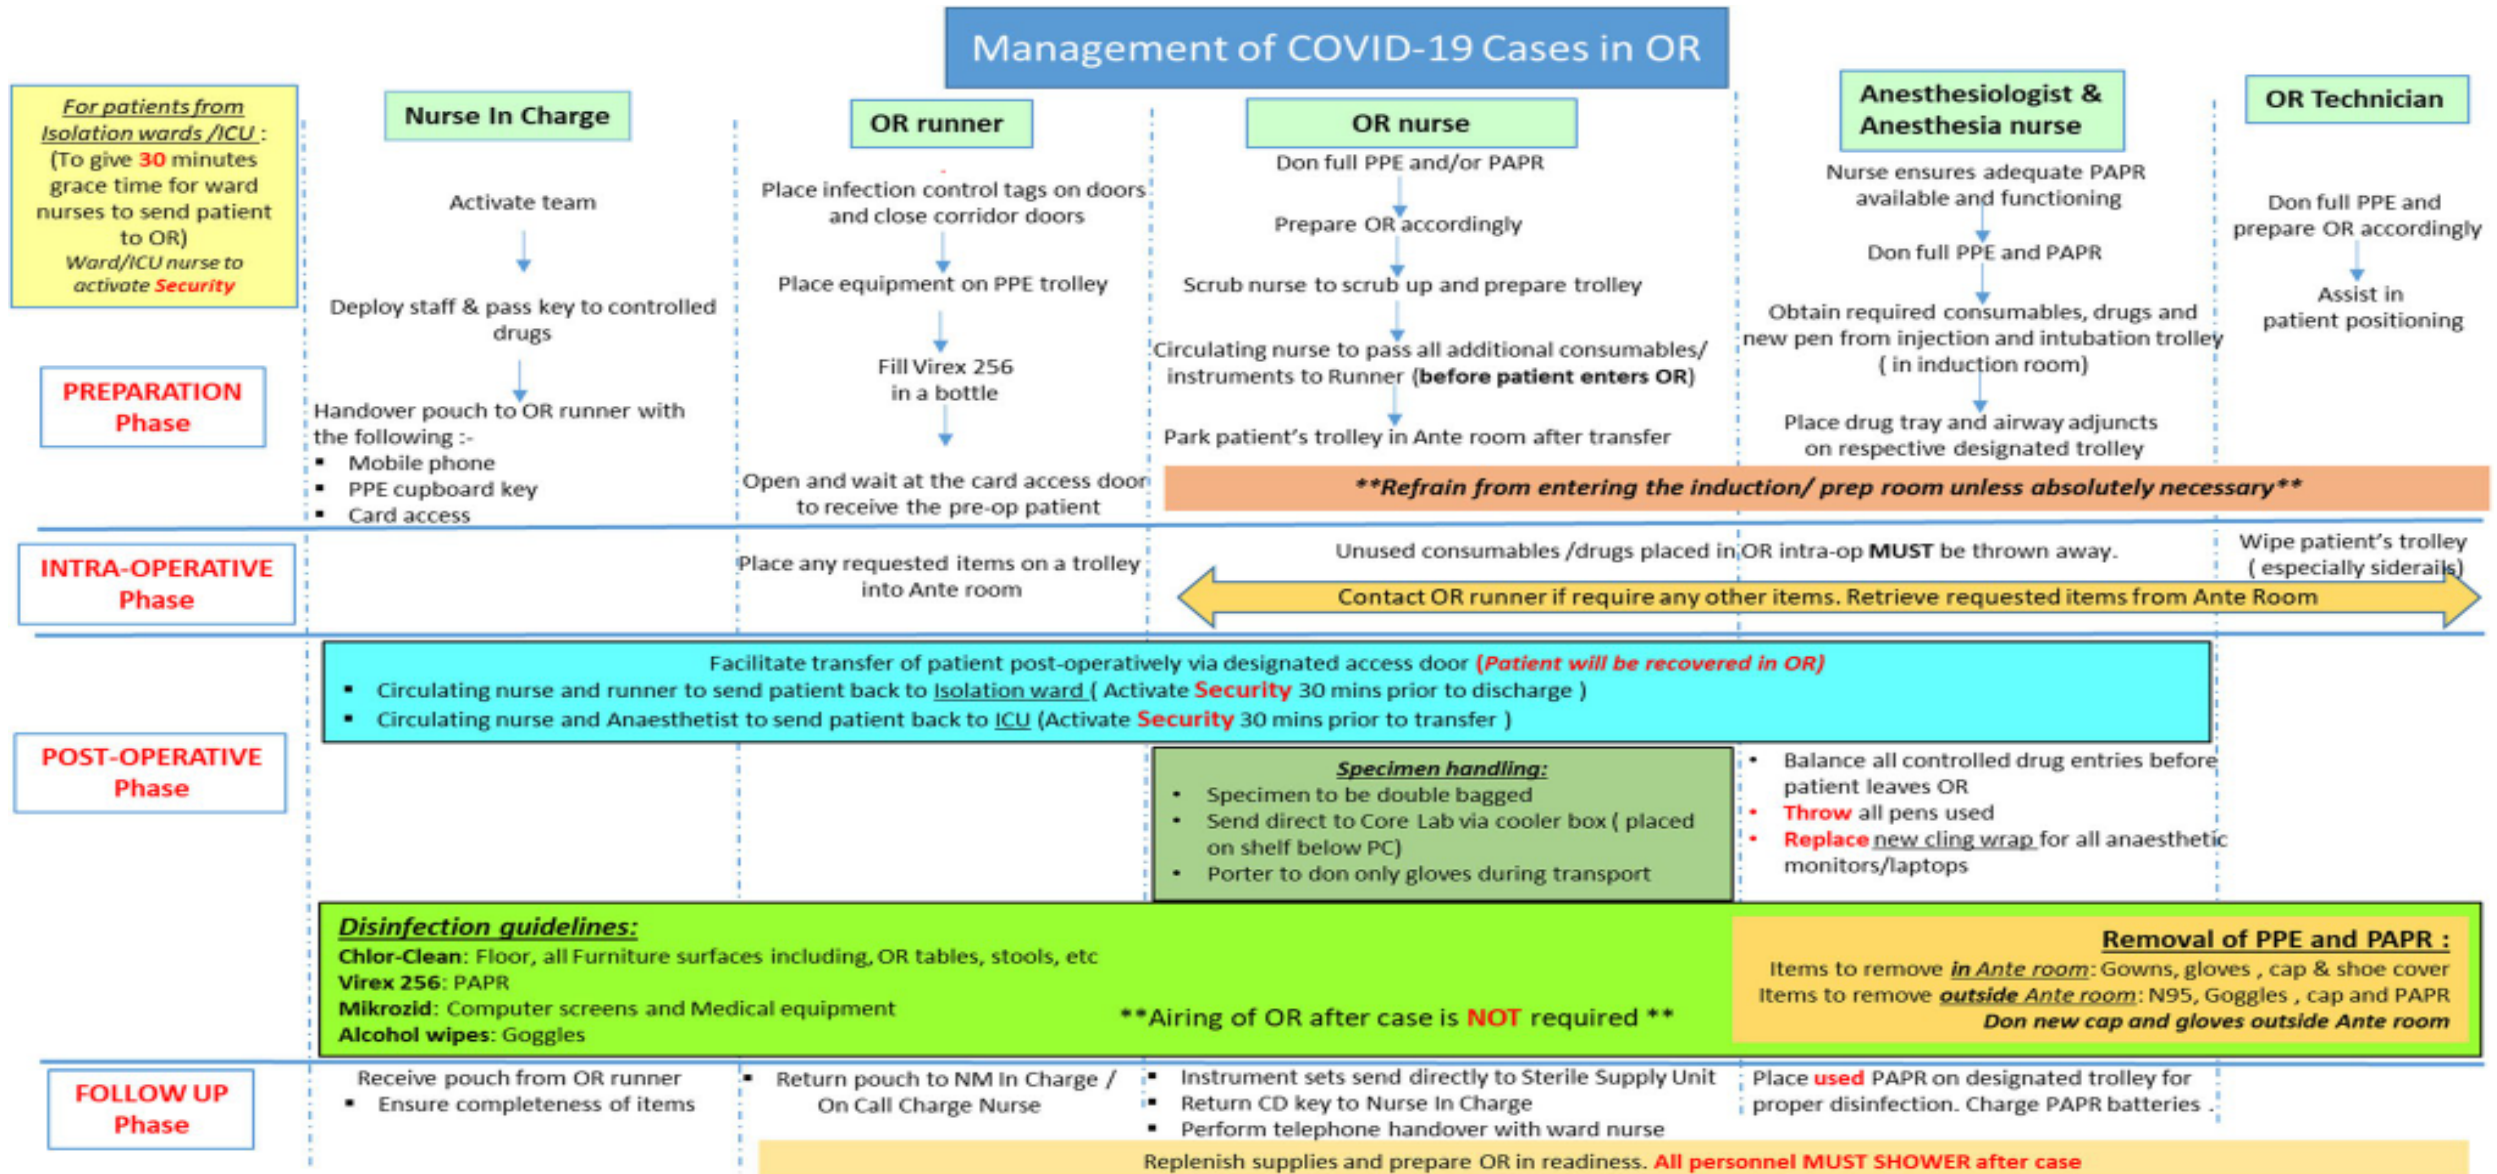 Management of COVID-19 Cases in OR
For patients from
Isolation wards /ICU :
(To give 30 minutes
grace time for ward
nurses to send patient
to OR)
Ward/ICU nurse to
activate Security
Nurse In Charge
OR runner
OR nurse
Anesthesiologist &
Anesthesia nurse
OR Technician
PREPARATION
Phase
Activate team
Deploy staff & pass key to controlled
drugs
Handover pouch to OR runner with
the following :-
▪ Mobile phone
▪ PPE cupboard key
▪ Card access
Place infection control tags on doors
and close corridor doors
Place equipment on PPE trolley
Fill Virex 256
in a bottle
Open and wait at the card access door
to receive the pre-op patient
Don full PPE and/or PAPR
Prepare OR accordingly
Scrub nurse to scrub up and prepare trolley
Circulating nurse to pass all additional consumables/
instruments to Runner (before patient enters OR)
Park patient's trolley in Ante room after transfer
Nurse ensures adequate PAPR
available and functioning
Don full PPE and PAPR
Obtain required consumables, drugs and
new pen from injection and intubation trolley
( in induction room)
Place drug tray and airway adjuncts
on respective designated trolley
Don full PPE and
prepare OR accordingly
Assist in
patient positioning
**Refrain from entering the induction/ prep room unless absolutely necessary**
INTRA-OPERATIVE
Phase
Place any requested items on a trolley
into Ante room
Unused consumables /drugs placed in OR intra-op MUST be thrown away.
Wipe patient's trolley
( especially siderails)
Contact OR runner if require any other items. Retrieve requested items from Ante Room
POST-OPERATIVE
Phase
Facilitate transfer of patient post-operatively via designated access door (Patient will be recovered in OR)
▪ Circulating nurse and runner to send patient back to Isolation ward ( Activate Security 30 mins prior to discharge )
▪ Circulating nurse and Anaesthetist to send patient back to ICU (Activate Security 30 mins prior to transfer )
Specimen handling:
• Specimen to be double bagged
• Send direct to Core Lab via cooler box ( placed
on shelf below PC)
• Porter to don only gloves during transport
• Balance all controlled drug entries before
patient leaves OR
• Throw all pens used
• Replace new cling wrap for all anaesthetic
monitors/laptops
Disinfection guidelines:
Chlor-Clean: Floor, all Furniture surfaces including, OR tables, stools, etc
Virex 256: PAPR
Mikrozid: Computer screens and Medical equipment
Alcohol wipes: Goggles
**Airing of OR after case is NOT required **
Removal of PPE and PAPR :
Items to remove in Ante room: Gowns, gloves , cap & shoe cover
Items to remove outside Ante room: N95, Goggles , cap and PAPR
Don new cap and gloves outside Ante room
FOLLOW UP
Phase
Receive pouch from OR runner
▪ Ensure completeness of items
▪ Return pouch to NM In Charge /
On Call Charge Nurse
▪ Instrument sets send directly to Sterile Supply Unit
▪ Return CD key to Nurse In Charge
▪ Perform telephone handover with ward nurse
Place used PAPR on designated trolley for
proper disinfection. Charge PAPR batteries .
Replenish supplies and prepare OR in readiness. All personnel MUST SHOWER after case